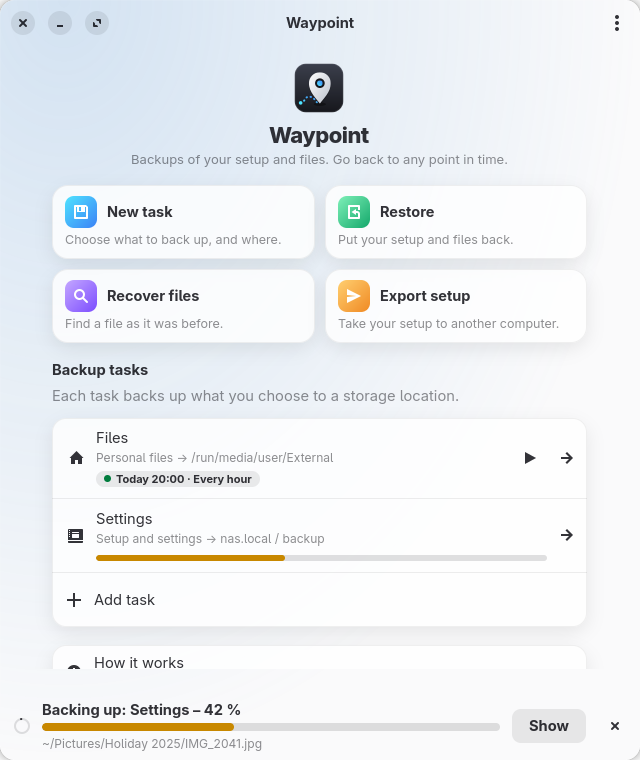 Waypoint
Waypoint
Backups of your setup and files. Go back to any point in time.
New task
Choose what to back up, and where.
Restore
Put your setup and files back.
Recover files
Find a file as it was before.
Export setup
Take your setup to another computer.
Backup tasks
Each task backs up what you choose to a storage location.
Files
Personal files → /run/media/user/External
Today 20:00 · Every hour
Settings
Setup and settings → nas.local / backup
Add task
How it works
Backing up: Settings – 42 %
~/Pictures/Holiday 2025/IMG_2041.jpg
Show